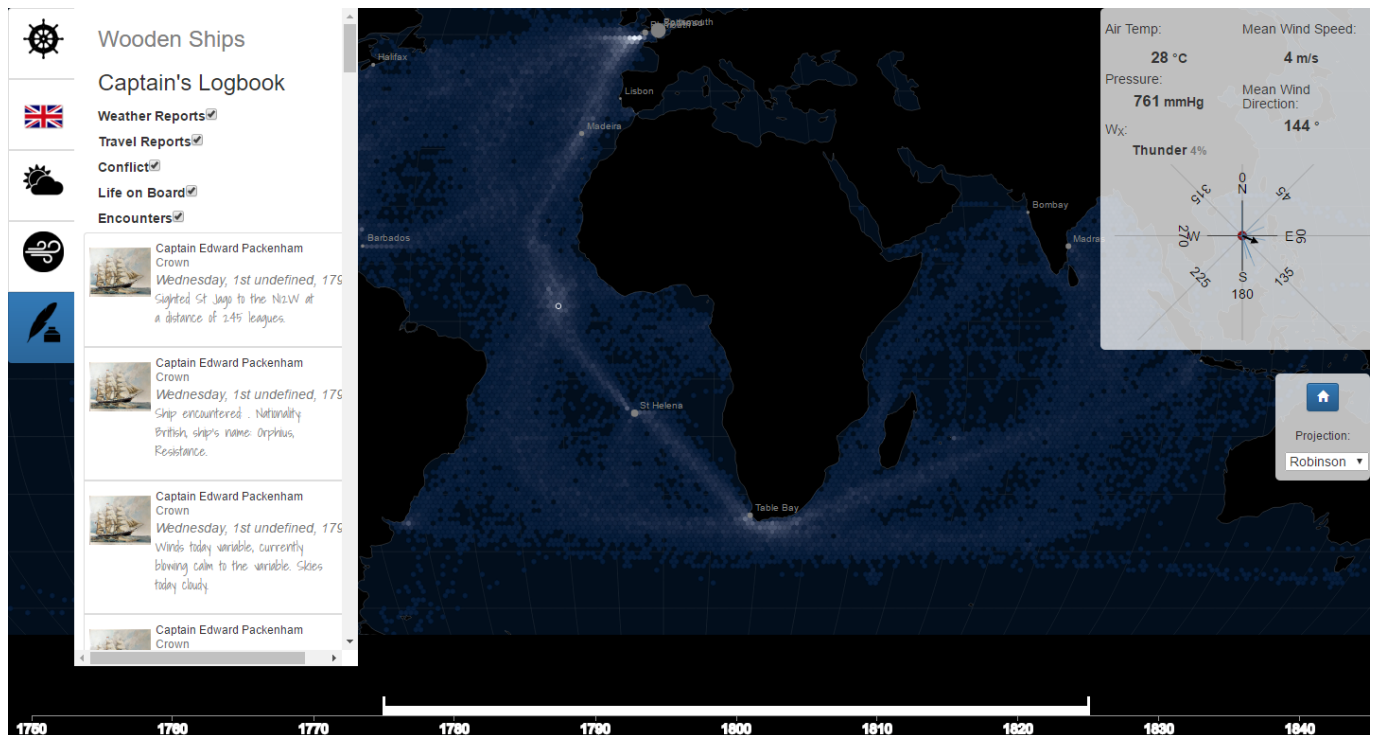 Wooden Ships
Captain's Logbook
Weather Reports
Travel Reports
Conflict
Life on Board
Encounters
Captain Edward Packenham
Crown
Wednesday, 1st undefined, 179
Sighted St Jago to the N12W at
a distance of 245 leagues.
Captain Edward Packenham
Crown
Wednesday, 1st undefined, 179
Ship encountered . Nationality:
British, ship's name: Orphius,
Resistance.
Captain Edward Packenham
Crown
Wednesday, 1st undefined, 179
Winds today variable, currently
blowing calm to the variable. Skies
today cloudy.
Captain Edward Packenham
Crown
Portsmouth
Halifax
Lisbon
Madeira
Barbados
Bombay
Madra
St Helena
Table Bay
Air Temp:
28 °C
Mean Wind Speed:
4 m/s
Pressure:
761 mmHg
Mean Wind
Direction:
144 °
Wx:
Thunder 4%
0
N
45
E 90
135
S
180
225
W
270
315
Projection:
Robinson
1750 1760 1770 1780 1790 1800 1810 1820 1830 1840